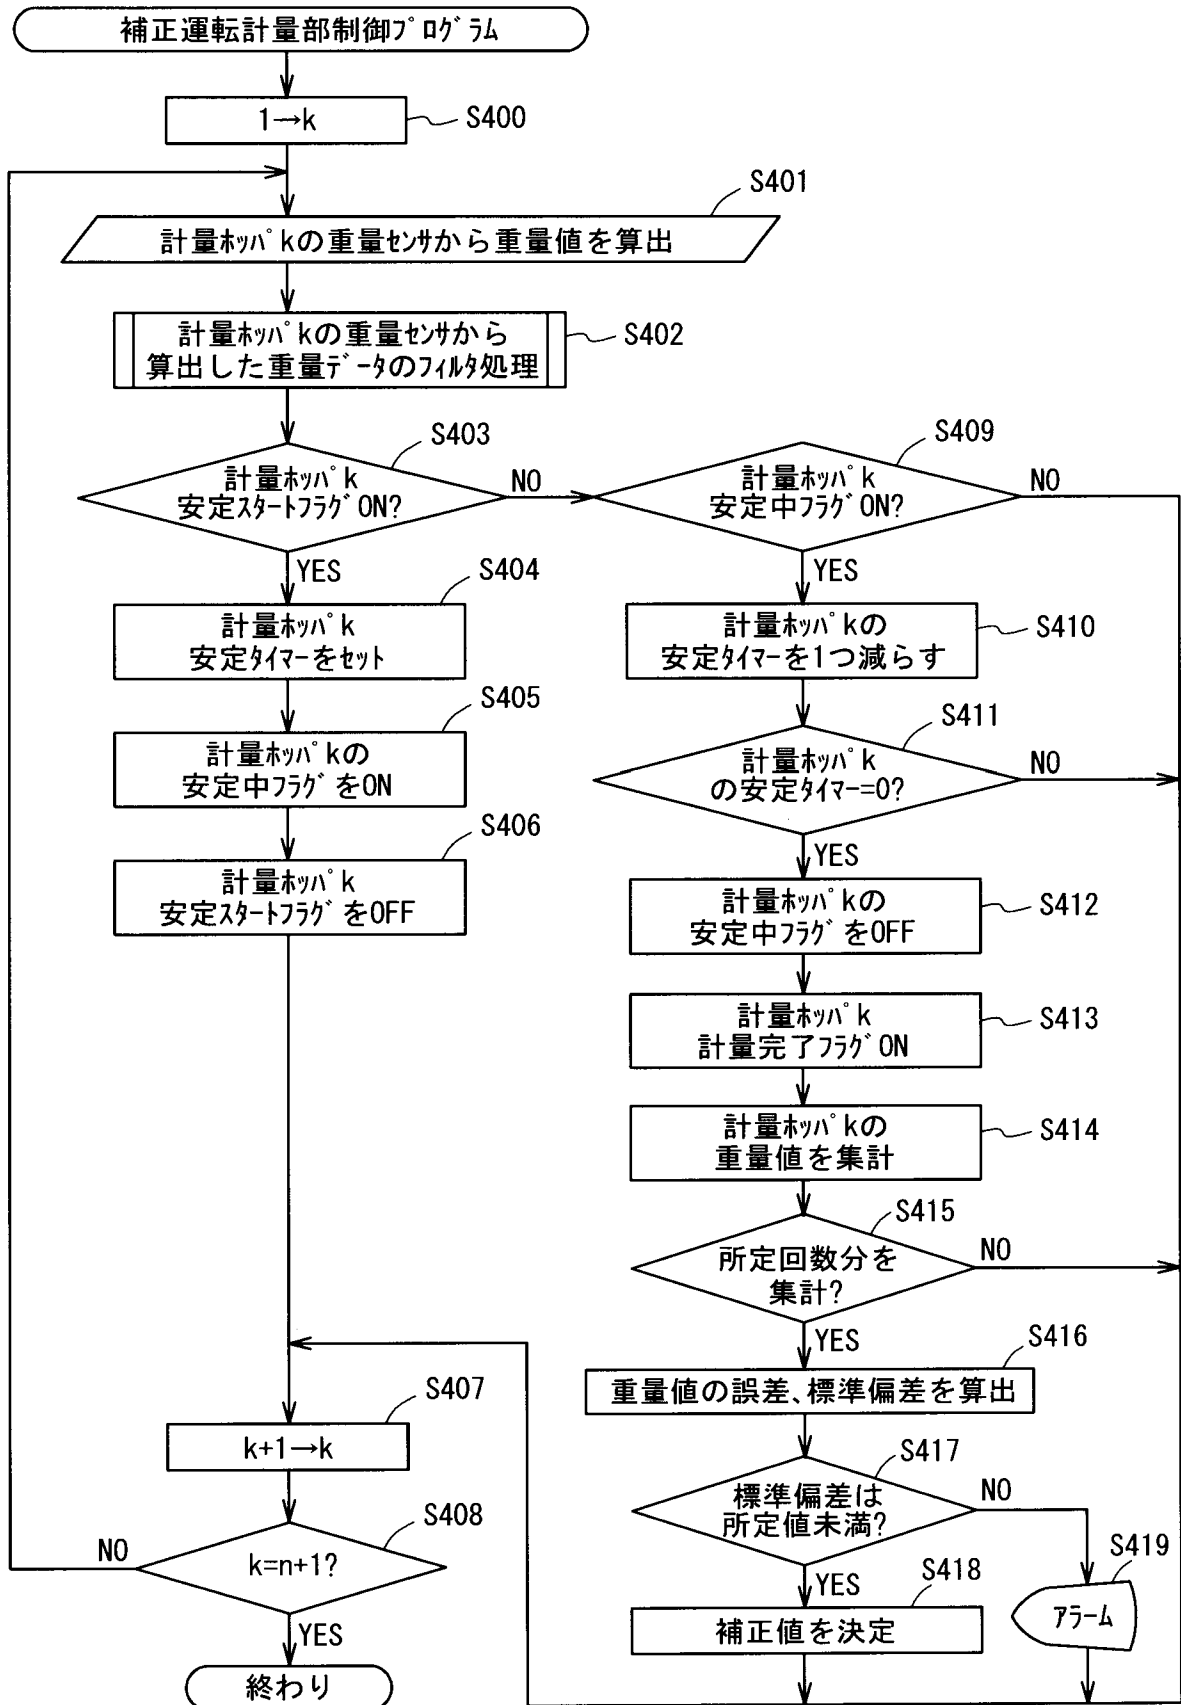 補正運転計量部制御ﾌﾟﾛｸﾞﾗﾑ
1→k
S400
S401
計量ﾎｯﾊﾟkの重量ｾﾝｻから重量値を算出
計量ﾎｯﾊﾟkの重量ｾﾝｻから
算出した重量ﾃﾞｰﾀのﾌｨﾙﾀ処理
S402
S403
計量ﾎｯﾊﾟk
安定ｽﾀｰﾄﾌﾗｸﾞON?
NO
YES
S404
計量ﾎｯﾊﾟk
安定ﾀｲﾏｰをｾｯﾄ
S405
計量ﾎｯﾊﾟkの
安定中ﾌﾗｸﾞをON
S406
計量ﾎｯﾊﾟk
安定ｽﾀｰﾄﾌﾗｸﾞをOFF
S407
k+1→k
S408
k=n+1?
NO
YES
終わり
S409
計量ﾎｯﾊﾟk
安定中ﾌﾗｸﾞON?
NO
YES
計量ﾎｯﾊﾟkの
安定ﾀｲﾏｰを1つ減らす
S410
S411
計量ﾎｯﾊﾟk
の安定ﾀｲﾏｰ=0?
NO
YES
計量ﾎｯﾊﾟkの
安定中ﾌﾗｸﾞをOFF
S412
計量ﾎｯﾊﾟk
計量完了ﾌﾗｸﾞON
S413
計量ﾎｯﾊﾟkの
重量値を集計
S414
S415
所定回数分を
集計?
NO
YES
S416
重量値の誤差、標準偏差を算出
S417
標準偏差は
所定値未満?
NO
YES
S418
補正値を決定
S419
ｱﾗｰﾑ